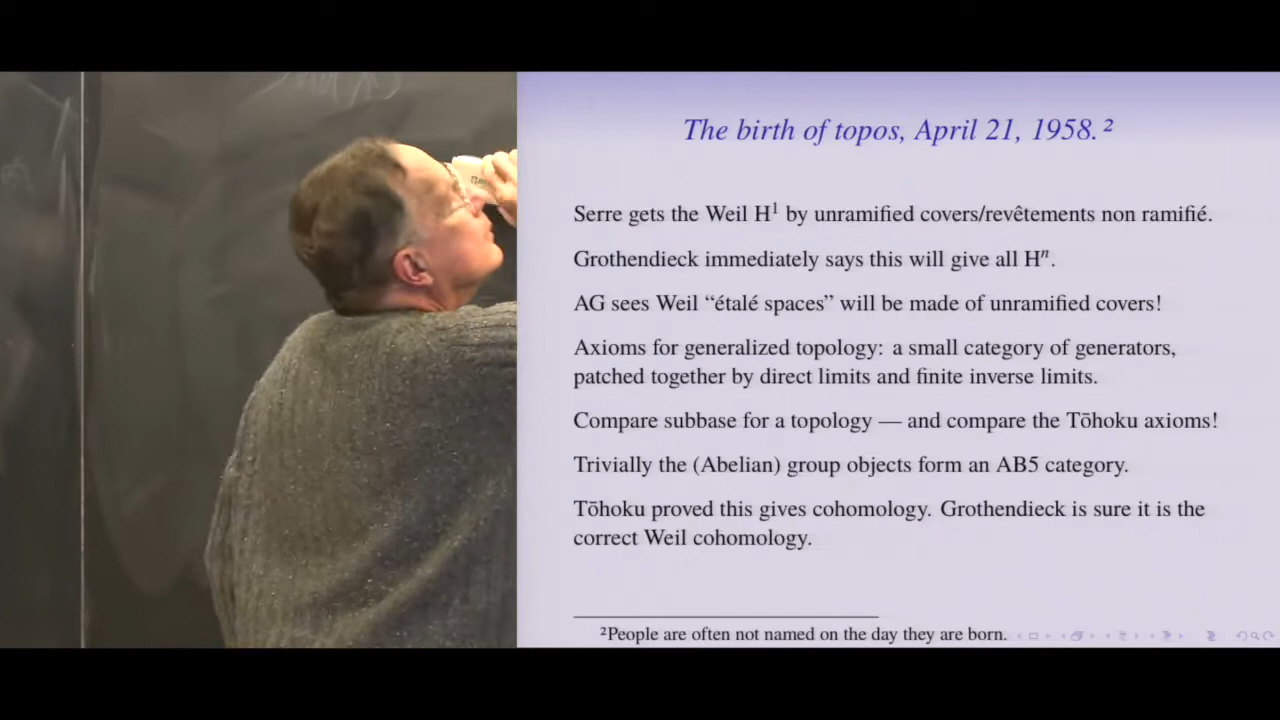 The birth of topos, April 21, 1958.²
Serre gets the Weil H¹ by unramified covers/revêtements non ramifié.
Grothendieck immediately says this will give all Hⁿ.
AG sees Weil “étalé spaces” will be made of unramified covers!
Axioms for generalized topology: a small category of generators,
patched together by direct limits and finite inverse limits.
Compare subbase for a topology — and compare the Tōhoku axioms!
Trivially the (Abelian) group objects form an AB5 category.
Tōhoku proved this gives cohomology. Grothendieck is sure it is the
correct Weil cohomology.
²People are often not named on the day they are born.